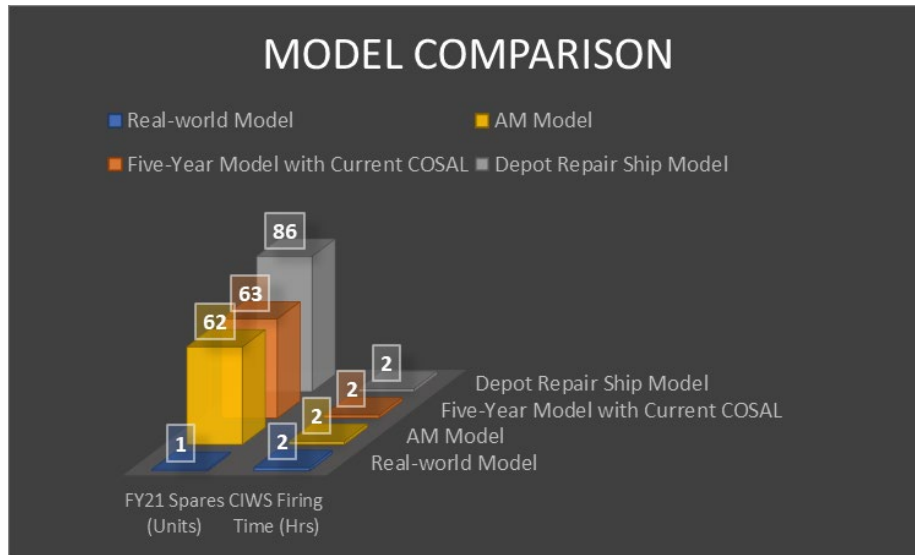 MODEL COMPARISON
Real-world Model
AM Model
Five-Year Model with Current COSAL
Depot Repair Ship Model
86
63
62
2
2
2
1
2
Depot Repair Ship Model
Five-Year Model with Current COSAL
AM Model
Real-world Model
FY21 Spares
(Units)
CIWS Firing
Time (Hrs)